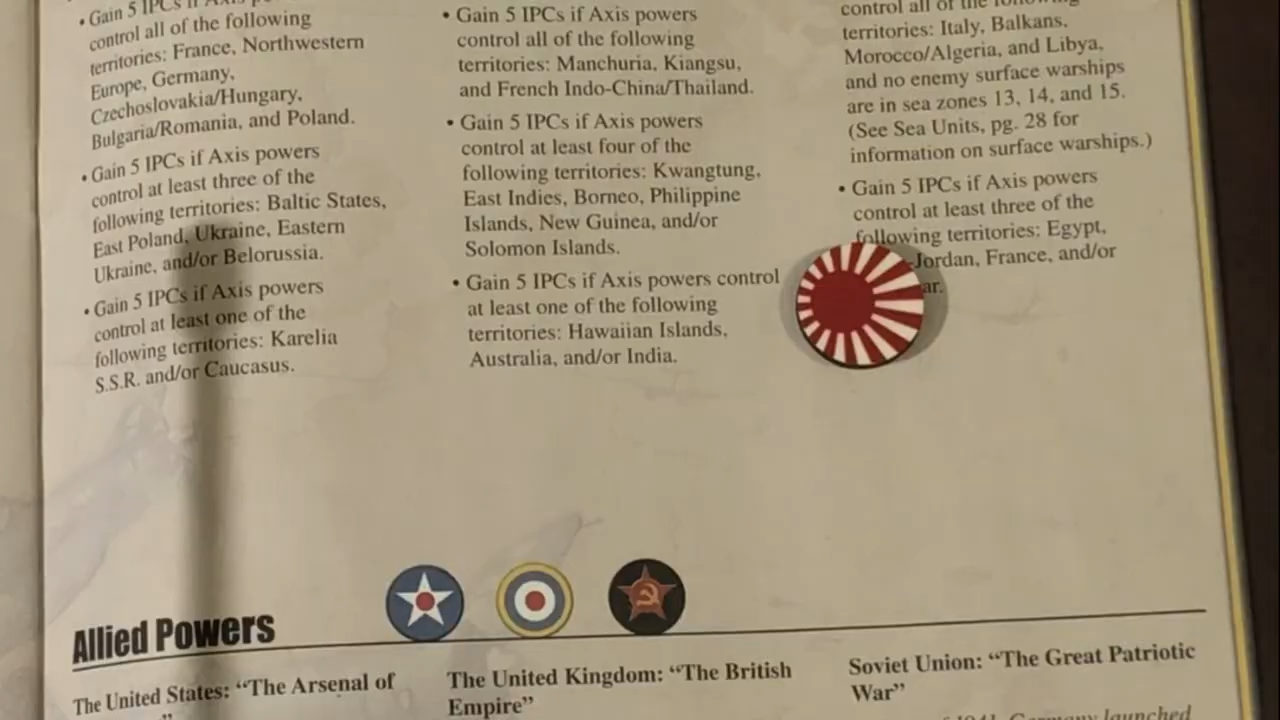 • Gain 5 IPCs if Axis
control all of the following
territories: France, Northwestern
Europe, Germany,
Czechoslovakia/Hungary,
Bulgaria/Romania, and Poland.
• Gain 5 IPCs if Axis powers
control at least three of the
following territories: Baltic States,
East Poland, Ukraine, Eastern
Ukraine, and/or Belorussia.
• Gain 5 IPCs if Axis powers
control at least one of the
following territories: Karelia
S.S.R. and/or Caucasus.
• Gain 5 IPCs if Axis powers
control all of the following
territories: Manchuria, Kiangsu,
and French Indo-China/Thailand.
• Gain 5 IPCs if Axis powers
control at least four of the
following territories: Kwangtung,
East Indies, Borneo, Philippine
Islands, New Guinea, and/or
Solomon Islands.
• Gain 5 IPCs if Axis powers control
at least one of the following
territories: Hawaiian Islands,
Australia, and/or India.
control all of the following
territories: Italy, Balkans,
Morocco/Algeria, and Libya,
and no enemy surface warships
are in sea zones 13, 14, and 15.
(See Sea Units, pg. 28 for
information on surface warships.)
• Gain 5 IPCs if Axis powers
control at least three of the
following territories: Egypt,
-Jordan, France, and/or
ar.
Allied Powers
The United States: “The Arsenal of
The United Kingdom: “The British
Empire”
Soviet Union: “The Great Patriotic
War”
1941, Germany launched